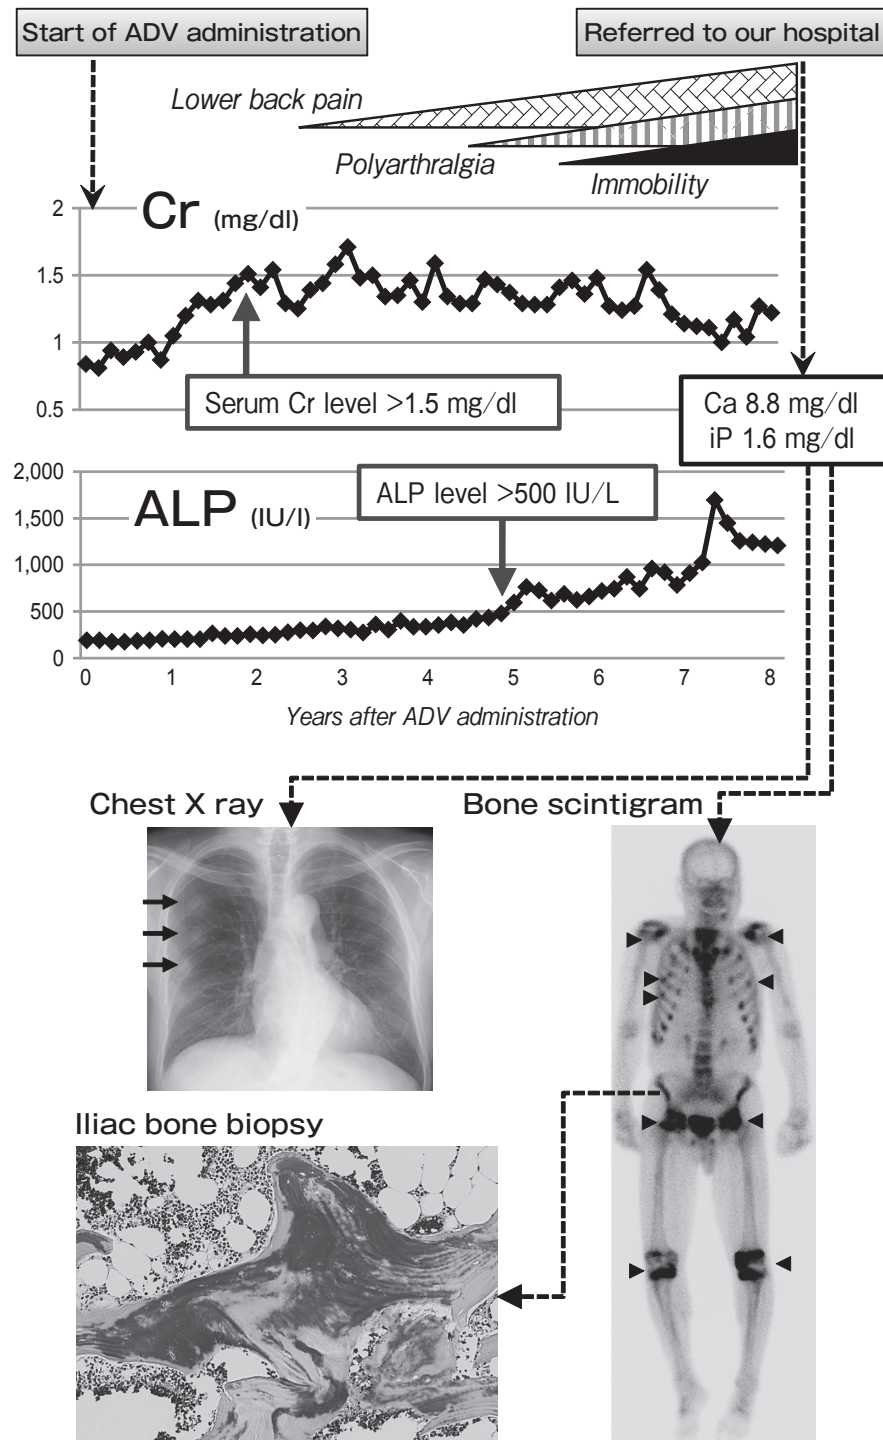 Start of ADV administration
Referred to our hospital
Lower back pain
Polyarthralgia
Immobility
Cr (mg/dl)
2
1.5
1
0.5
Serum Cr level >1.5 mg/dl
Ca 8.8 mg/dl
iP 1.6 mg/dl
ALP (IU/l)
2,000
1,500
1,000
500
0
ALP level >500 IU/L
0 1 2 3 4 5 6 7 8
Years after ADV administration
Chest X ray
Bone scintigram
Iliac bone biopsy